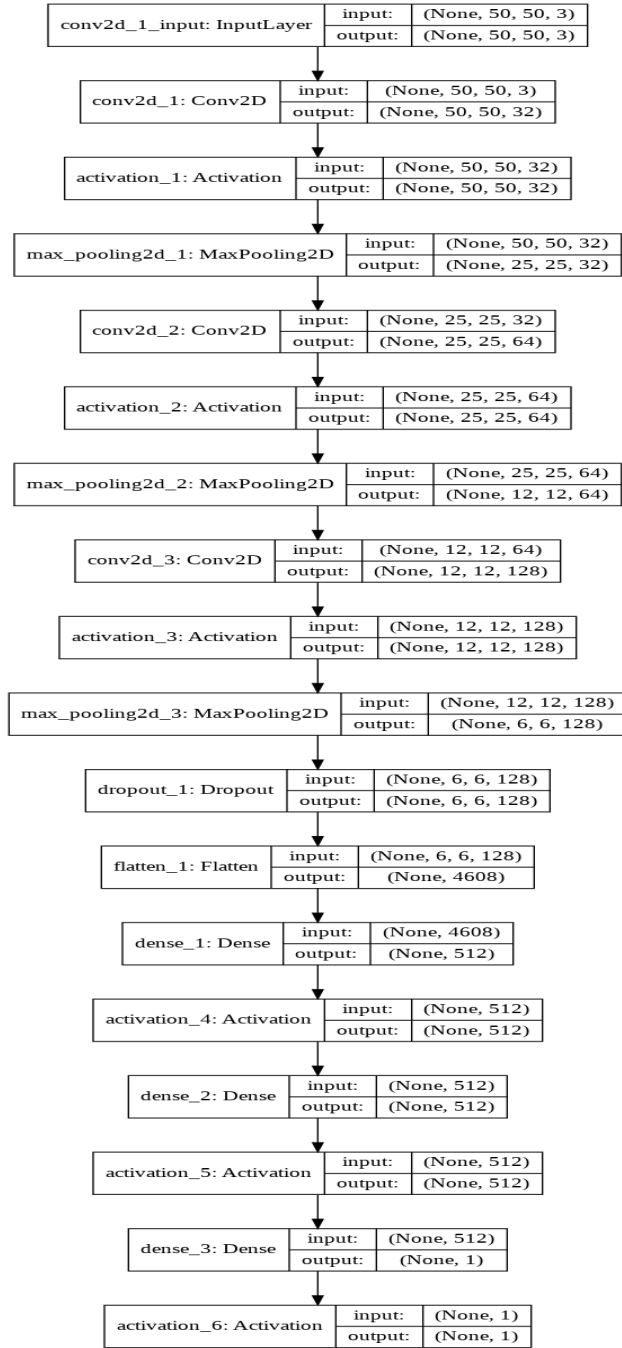 conv2d_1_input: InputLayer
input: (None, 50, 50, 3)
output: (None, 50, 50, 3)
conv2d_1: Conv2D
input: (None, 50, 50, 3)
output: (None, 50, 50, 32)
activation_1: Activation
input: (None, 50, 50, 32)
output: (None, 50, 50, 32)
max_pooling2d_1: MaxPooling2D
input: (None, 50, 50, 32)
output: (None, 25, 25, 32)
conv2d_2: Conv2D
input: (None, 25, 25, 32)
output: (None, 25, 25, 64)
activation_2: Activation
input: (None, 25, 25, 64)
output: (None, 25, 25, 64)
max_pooling2d_2: MaxPooling2D
input: (None, 25, 25, 64)
output: (None, 12, 12, 64)
conv2d_3: Conv2D
input: (None, 12, 12, 64)
output: (None, 12, 12, 128)
activation_3: Activation
input: (None, 12, 12, 128)
output: (None, 12, 12, 128)
max_pooling2d_3: MaxPooling2D
input: (None, 12, 12, 128)
output: (None, 6, 6, 128)
dropout_1: Dropout
input: (None, 6, 6, 128)
output: (None, 6, 6, 128)
flatten_1: Flatten
input: (None, 6, 6, 128)
output: (None, 4608)
dense_1: Dense
input: (None, 4608)
output: (None, 512)
activation_4: Activation
input: (None, 512)
output: (None, 512)
dense_2: Dense
input: (None, 512)
output: (None, 512)
activation_5: Activation
input: (None, 512)
output: (None, 512)
dense_3: Dense
input: (None, 512)
output: (None, 1)
activation_6: Activation
input: (None, 1)
output: (None, 1)